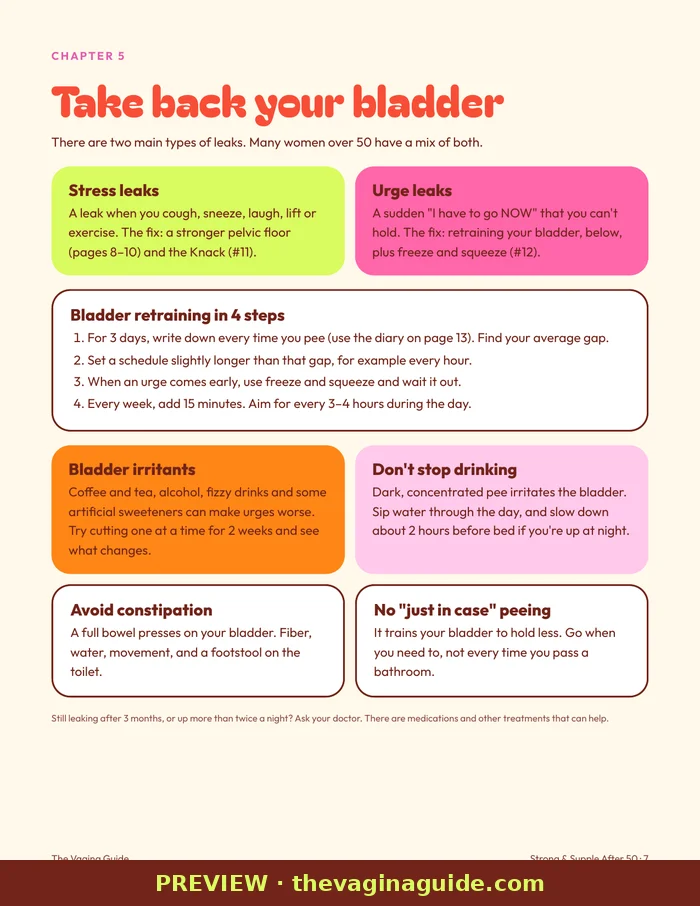 CHAPTER 5
Take back your bladder
There are two main types of leaks. Many women over 50 have a mix of both.
Stress leaks
A leak when you cough, sneeze, laugh, lift or
exercise. The fix: a stronger pelvic floor
(pages 8–10) and the Knack (#11).
Urge leaks
A sudden "I have to go NOW" that you can't
hold. The fix: retraining your bladder, below,
plus freeze and squeeze (#12).
Bladder retraining in 4 steps
1. For 3 days, write down every time you pee (use the diary on page 13). Find your average gap.
2. Set a schedule slightly longer than that gap, for example every hour.
3. When an urge comes early, use freeze and squeeze and wait it out.
4. Every week, add 15 minutes. Aim for every 3–4 hours during the day.
Bladder irritants
Coffee and tea, alcohol, fizzy drinks and some
artificial sweeteners can make urges worse.
Try cutting one at a time for 2 weeks and see
what changes.
Don't stop drinking
Dark, concentrated pee irritates the bladder.
Sip water through the day, and slow down
about 2 hours before bed if you're up at night.
Avoid constipation
A full bowel presses on your bladder. Fiber,
water, movement, and a footstool on the
toilet.
No "just in case" peeing
It trains your bladder to hold less. Go when
you need to, not every time you pass a
bathroom.
Still leaking after 3 months, or up more than twice a night? Ask your doctor. There are medications and other treatments that can help.
The Vagina Guide
Strong & Supple After 50 · 7
PREVIEW · thevaginaguide.com